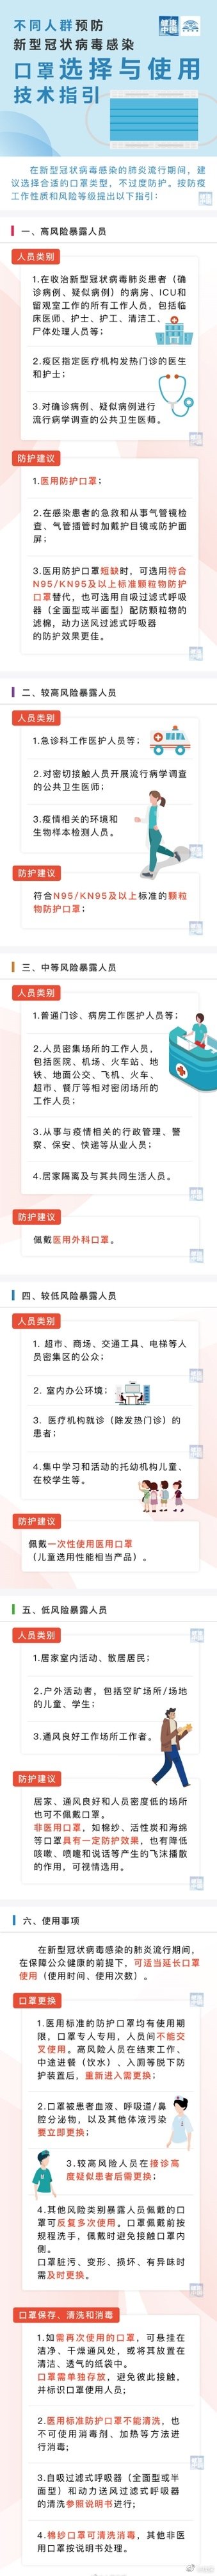 不同人群预防
新型冠状病毒感染
健康
中国
口罩选择与使用
技术指引
在新型冠状病毒感染的肺炎流行期间，建
议选择合适的口罩类型，不过度防护。按防疫
工作性质和风险等级提出以下指引：
一、高风险暴露人员
人员类别
1.在收治新型冠状病毒肺炎患者（确
诊病例、疑似病例）的病房、ICU和
留观室工作的所有工作人员，包括临
床医师、护士、护工、清洁工、
尸体处理人员等；
2.疫区指定医疗机构发热门诊的医生
和护士；
3.对确诊病例、疑似病例进行
流行病学调查的公共卫生医师。
防护建议
1.医用防护口罩；
2.在感染患者的急救和从事气管镜检
查、气管插管时加戴护目镜或防护面
屏；
3.医用防护口罩短缺时，可选用符合
N95/KN95及以上标准颗粒物防护
口罩替代，也可选用自吸过滤式呼吸
器（全面型或半面型）配防颗粒物的
滤棉，动力送风过滤式呼吸器
的防护效果更佳。
二、较高风险暴露人员
人员类别
1.急诊科工作医护人员等；
2.对密切接触人员开展流行病学调查
的公共卫生医师；
3.疫情相关的环境和
生物样本检测人员。
防护建议
符合N95/KN95及以上标准的颗粒
物防护口罩；
三、中等风险暴露人员
人员类别
1.普通门诊、病房工作医护人员等；
2.人员密集场所的工作人员，
包括医院、机场、火车站、地
铁、地面公交、飞机、火车、
超市、餐厅等相对密闭场所的
工作人员；
3.从事与疫情相关的行政管理、警
察、保安、快递等从业人员；
4.居家隔离及与其共同生活人员。
防护建议
佩戴医用外科口罩。
四、较低风险暴露人员
人员类别
1. 超市、商场、交通工具、电梯等人
员密集区的公众；
2. 室内办公环境；
3. 医疗机构就诊（除发热门诊）的
患者；
4.集中学习和活动的托幼机构儿童、
在校学生等。
防护建议
佩戴一次性使用医用口罩
（儿童选用性能相当产品）。
五、低风险暴露人员
人员类别
1.居家室内活动、散居居民；
2.户外活动者，包括空旷场所/场地
的儿童、学生；
3.通风良好工作场所工作者。
防护建议
居家、通风良好和人员密度低的场所
也可不佩戴口罩。
非医用口罩，如棉纱、活性炭和海绵
等口罩具有一定防护效果，也有降低
咳嗽、喷嚏和说话等产生的飞沫播散
的作用，可视情选用。
六、使用事项
在新型冠状病毒感染的肺炎流行期间，
在保障公众健康的前提下，可适当延长口罩
使用（使用时间、使用次数）。
口罩更换
1.医用标准的防护口罩均有使用期
限，口罩专人专用，人员间不能交
叉使用。高风险人员在结束工作、
中途进餐（饮水）、入厕等脱下防
护装置后，重新进入需更换；
2.口罩被患者血液、呼吸道/鼻
腔分泌物，以及其他体液污染
要立即更换；
3.较高风险人员在接诊高
度疑似患者后需更换；
4.其他风险类别暴露人员佩戴的口
罩可反复多次使用。口罩佩戴前按
规程洗手，佩戴时避免接触口罩内
侧。
口罩脏污、变形、损坏、有异味时
需及时更换。
口罩保存、清洗和消毒
1.如需再次使用的口罩，可悬挂在
洁净、干燥通风处，或将其放置在
清洁、透气的纸袋中。
口罩需单独存放，避免彼此接触，
并标识口罩使用人员；
2.医用标准防护口罩不能清洗，也
不可使用消毒剂、加热等方法进
行消毒；
3.自吸过滤式呼吸器（全面型或半
面型）和动力送风过滤式呼吸器
的清洗参照说明书进行；
4.棉纱口罩可清洗消毒，其他非医
用口罩按说明书处理。